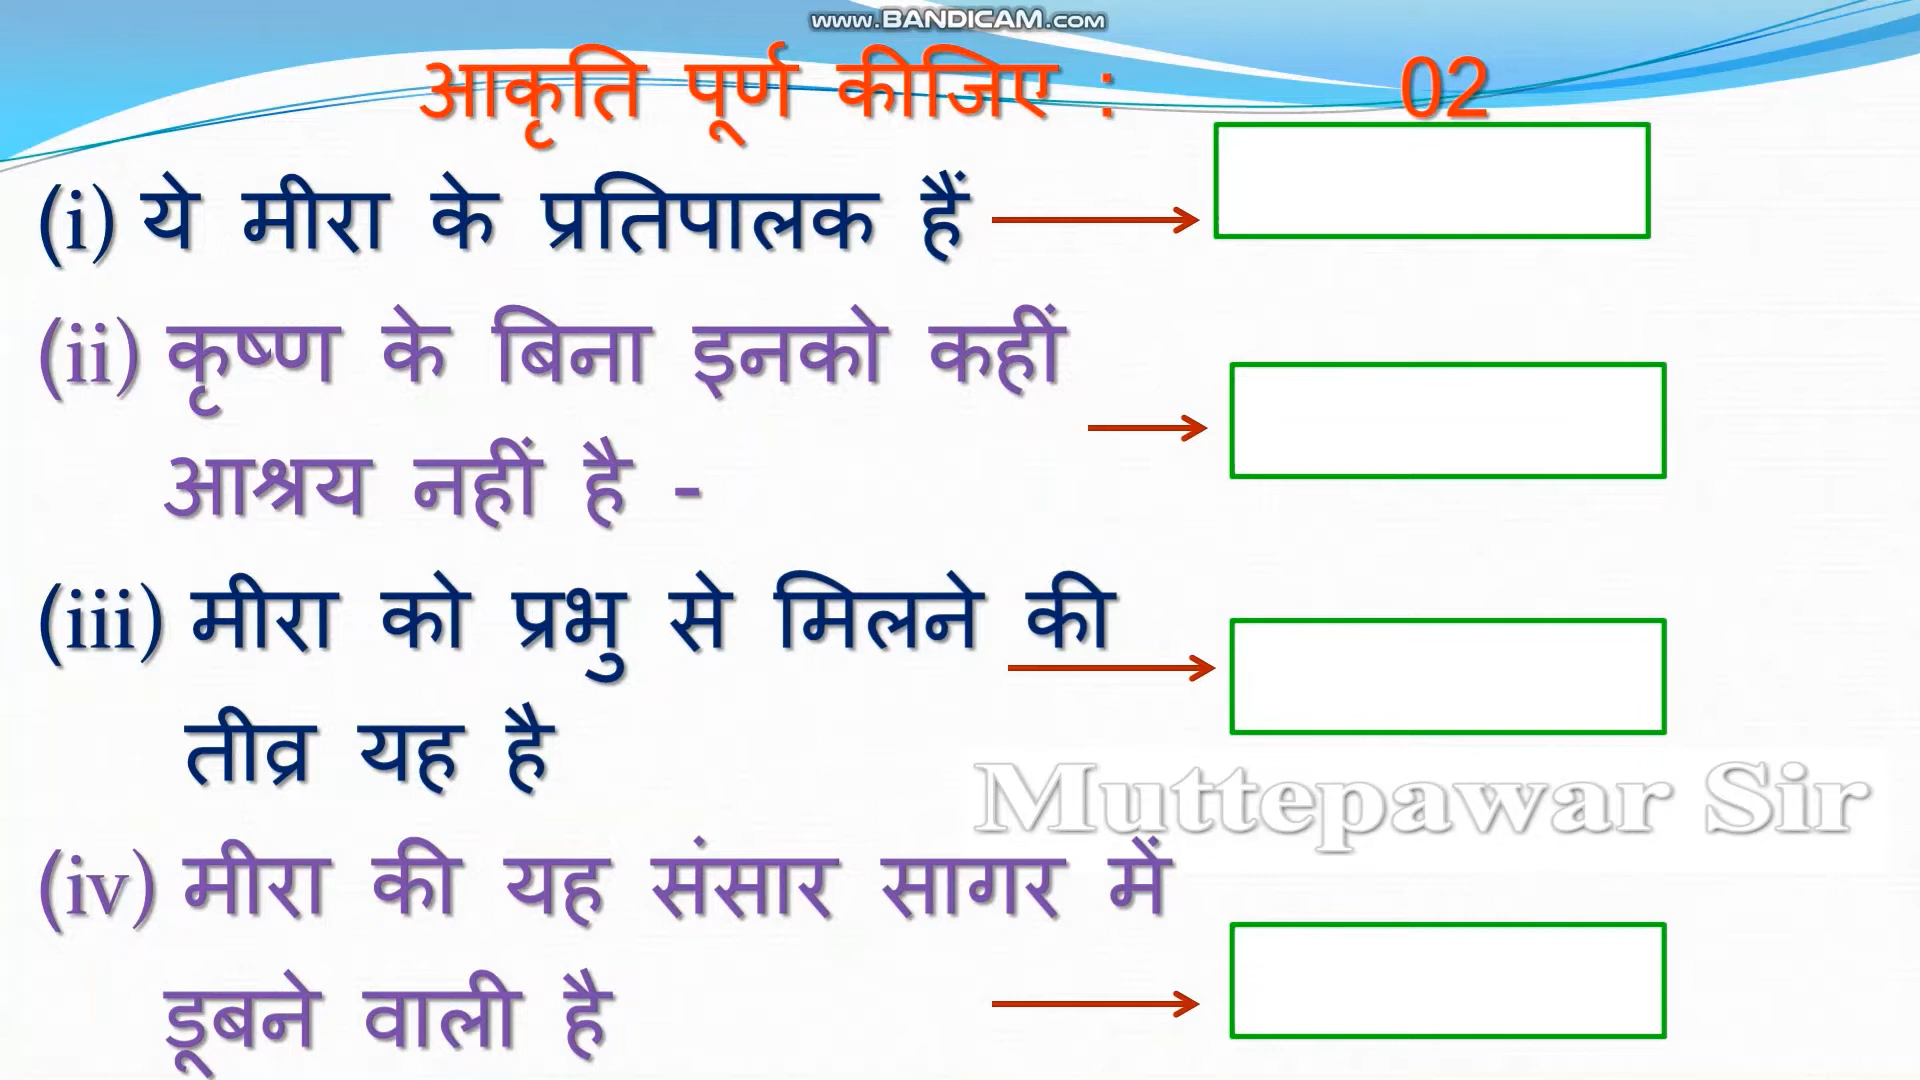 www.BANDICAM.com
आकृति पूर्ण कीजिए : 02
(i) ये मीरा के प्रतिपालक हैं
(ii) कृष्ण के बिना इनको कहीं
आश्रय नहीं है -
(iii) मीरा को प्रभु से मिलने की
तीव्र यह है
Muttepawar Sir
(iv) मीरा की यह संसार सागर में
डूबने वाली है